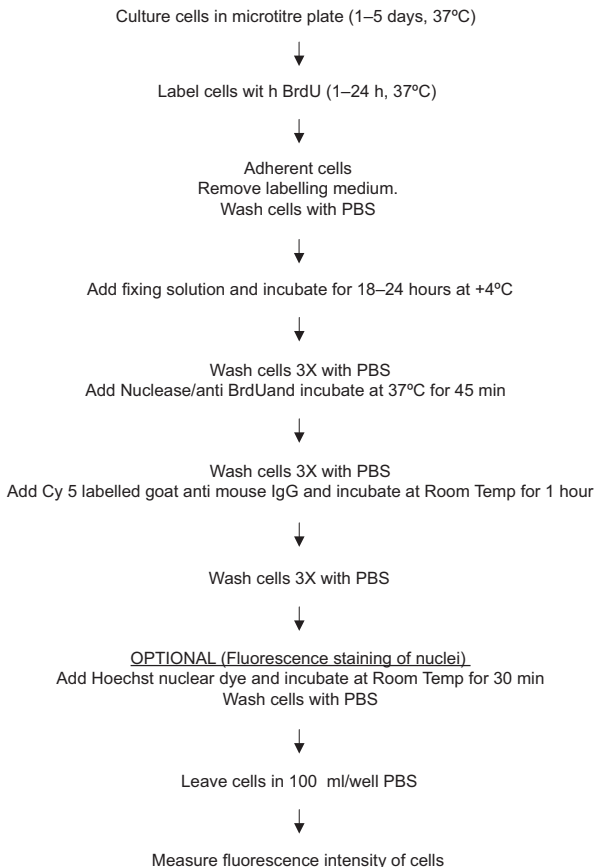 Culture cells in microtitre plate (1–5 days, 37ºC)
Label cells wit h BrdU (1–24 h, 37ºC)
Adherent cells
Remove labelling medium.
Wash cells with PBS
Add fixing solution and incubate for 18–24 hours at +4ºC
Wash cells 3X with PBS
Add Nuclease/anti BrdUand incubate at 37ºC for 45 min
Wash cells 3X with PBS
Add Cy 5 labelled goat anti mouse IgG and incubate at Room Temp for 1 hour
Wash cells 3X with PBS
OPTIONAL (Fluorescence staining of nuclei)
Add Hoechst nuclear dye and incubate at Room Temp for 30 min
Wash cells with PBS
Leave cells in 100 ml/well PBS
Measure fluorescence intensity of cells